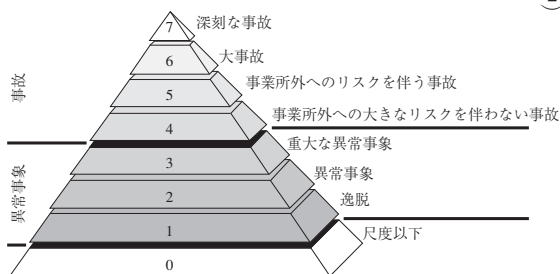 7 深刻な事故
6 大事故
5 事業所外へのリスクを伴う事故
4 事業所外への大きなリスクを伴わない事故
3 重大な異常事象
2 異常事象
1 逸脱
0 尺度以下
事故
異常事象